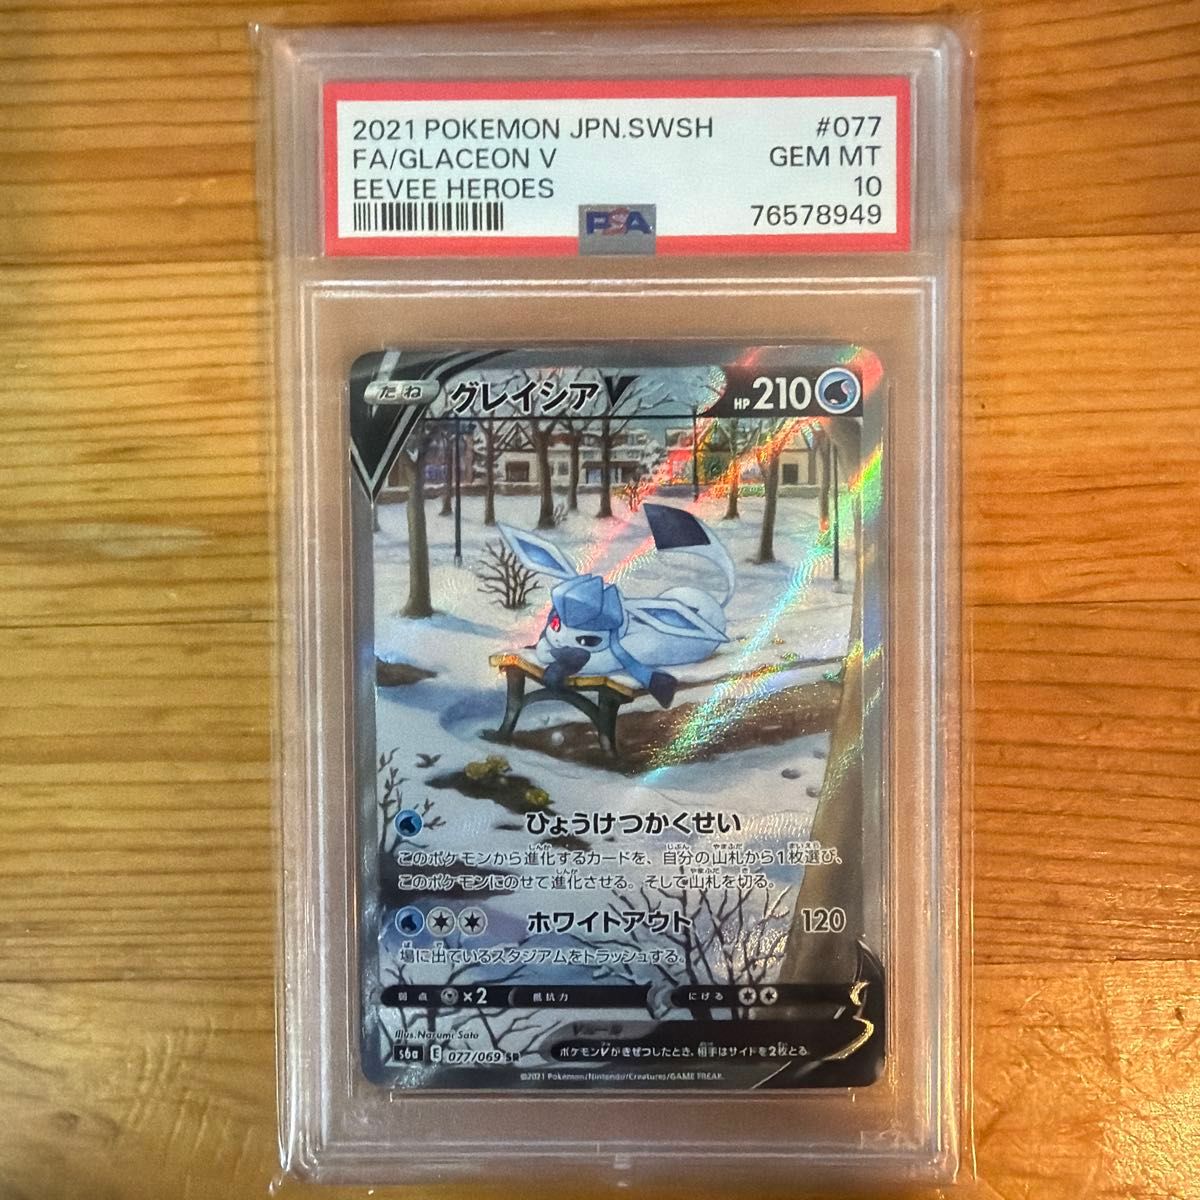 2021 POKEMON JPN.SWSH #077
FA/GLACEON V GEM MT
EEVEE HEROES 10
76578949
PSA
たね グレイシアV HP 210
ひょうけつかくせい
このポケモンから進化するカードを、自分の山札から1枚選び、
このポケモンにのせて進化させる。そして山札を切る。
ホワイトアウト 120
場に出ているスタジアムをトラッシュする。
弱点 ×2 抵抗力 にげる
Vルール
Illus. Narumi Sato
s6a E 077/069 SR ポケモンVがきぜつしたとき、相手はサイドを2枚とる。
©2021 Pokémon/Nintendo/Creatures/GAME FREAK.